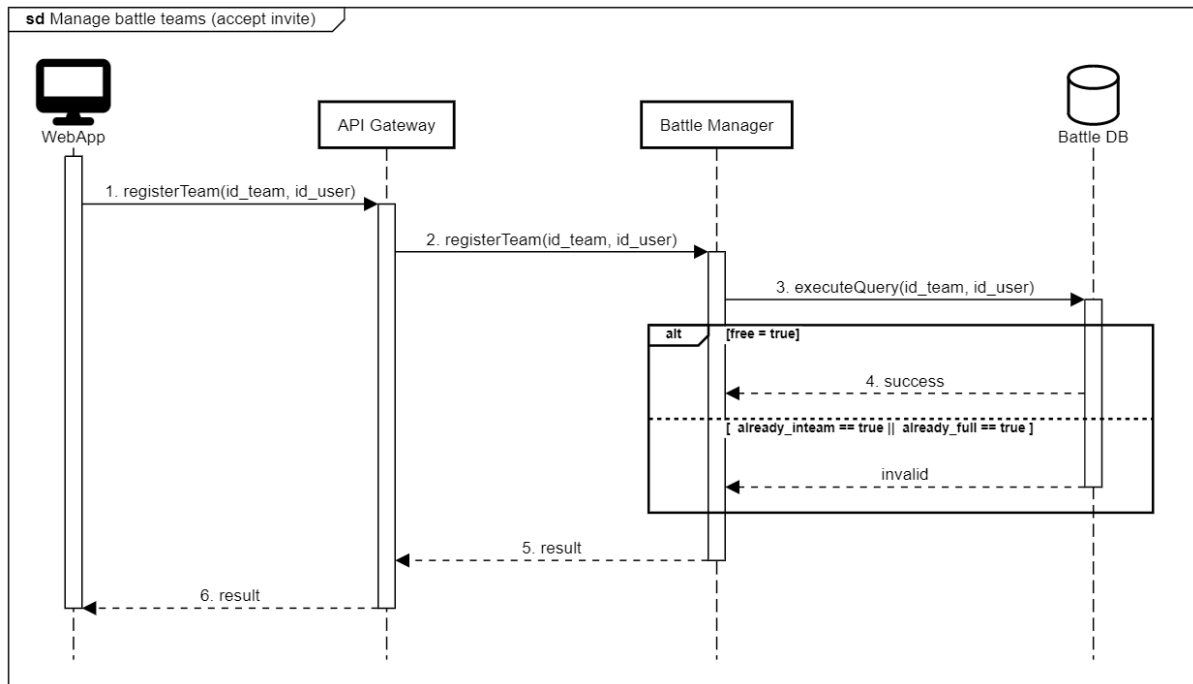 sd Manage battle teams (accept invite)
WebApp
API Gateway
Battle Manager
Battle DB
1. registerTeam(id_team, id_user)
2. registerTeam(id_team, id_user)
3. executeQuery(id_team, id_user)
alt
[free = true]
4. success
[ already_inteam == true || already_full == true ]
invalid
5. result
6. result